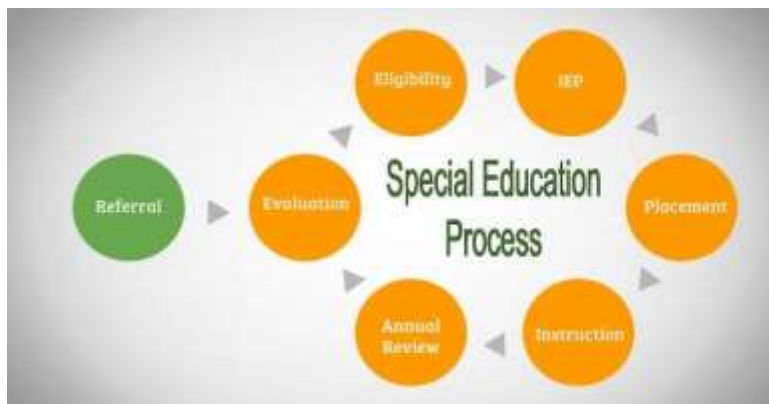 Referral
Evaluation
Eligibility
IEP
Placement
Instruction
Annual
Review
Special Education
Process